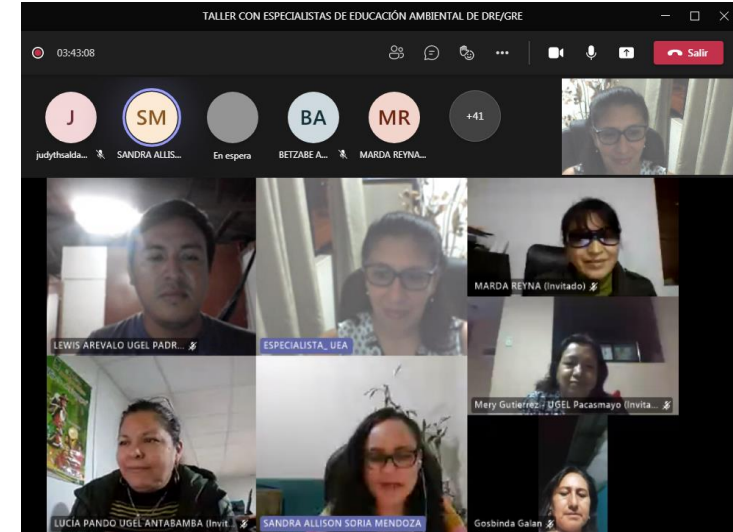 TALLER CON ESPECIALISTAS DE EDUCACIÓN AMBIENTAL DE DRE/GRE
03:43:08
Salir
J
SM
BA
MR
+41
judythsalda...
SANDRA ALLIS...
En espera
BETZABE A...
MARDA REYNA...
MARDA REYNA (Invitado)
LEWIS AREVALO UGEL PADR...
ESPECIALISTA_ UEA
Mery Gutierrez - UGEL Pacasmayo (Invita...
LUCÍA PANDO UGEL ANTABAMBA (Invit...
SANDRA ALLISON SORIA MENDOZA
Gosbinda Galan